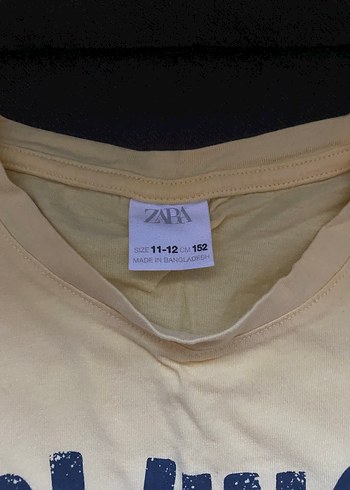 ZARA
SIZE 11-12 CM 152
MADE IN BANGLADESH